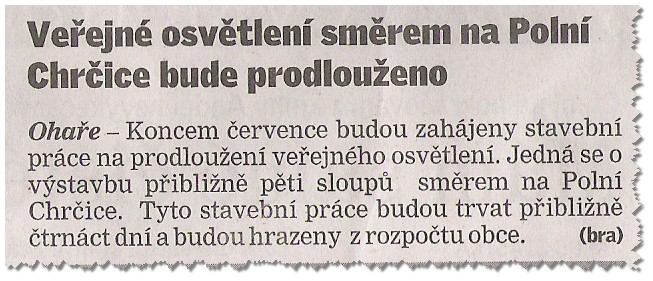 Veřejné osvětlení směrem na Polní
Chrčice bude prodlouženo
Ohaře – Koncem července budou zahájeny stavební
práce na prodloužení veřejného osvětlení. Jedná se o
výstavbu přibližně pěti sloupů směrem na Polní
Chrčice. Tyto stavební práce budou trvat přibližně
čtrnáct dní a budou hrazeny z rozpočtu obce. (bra)